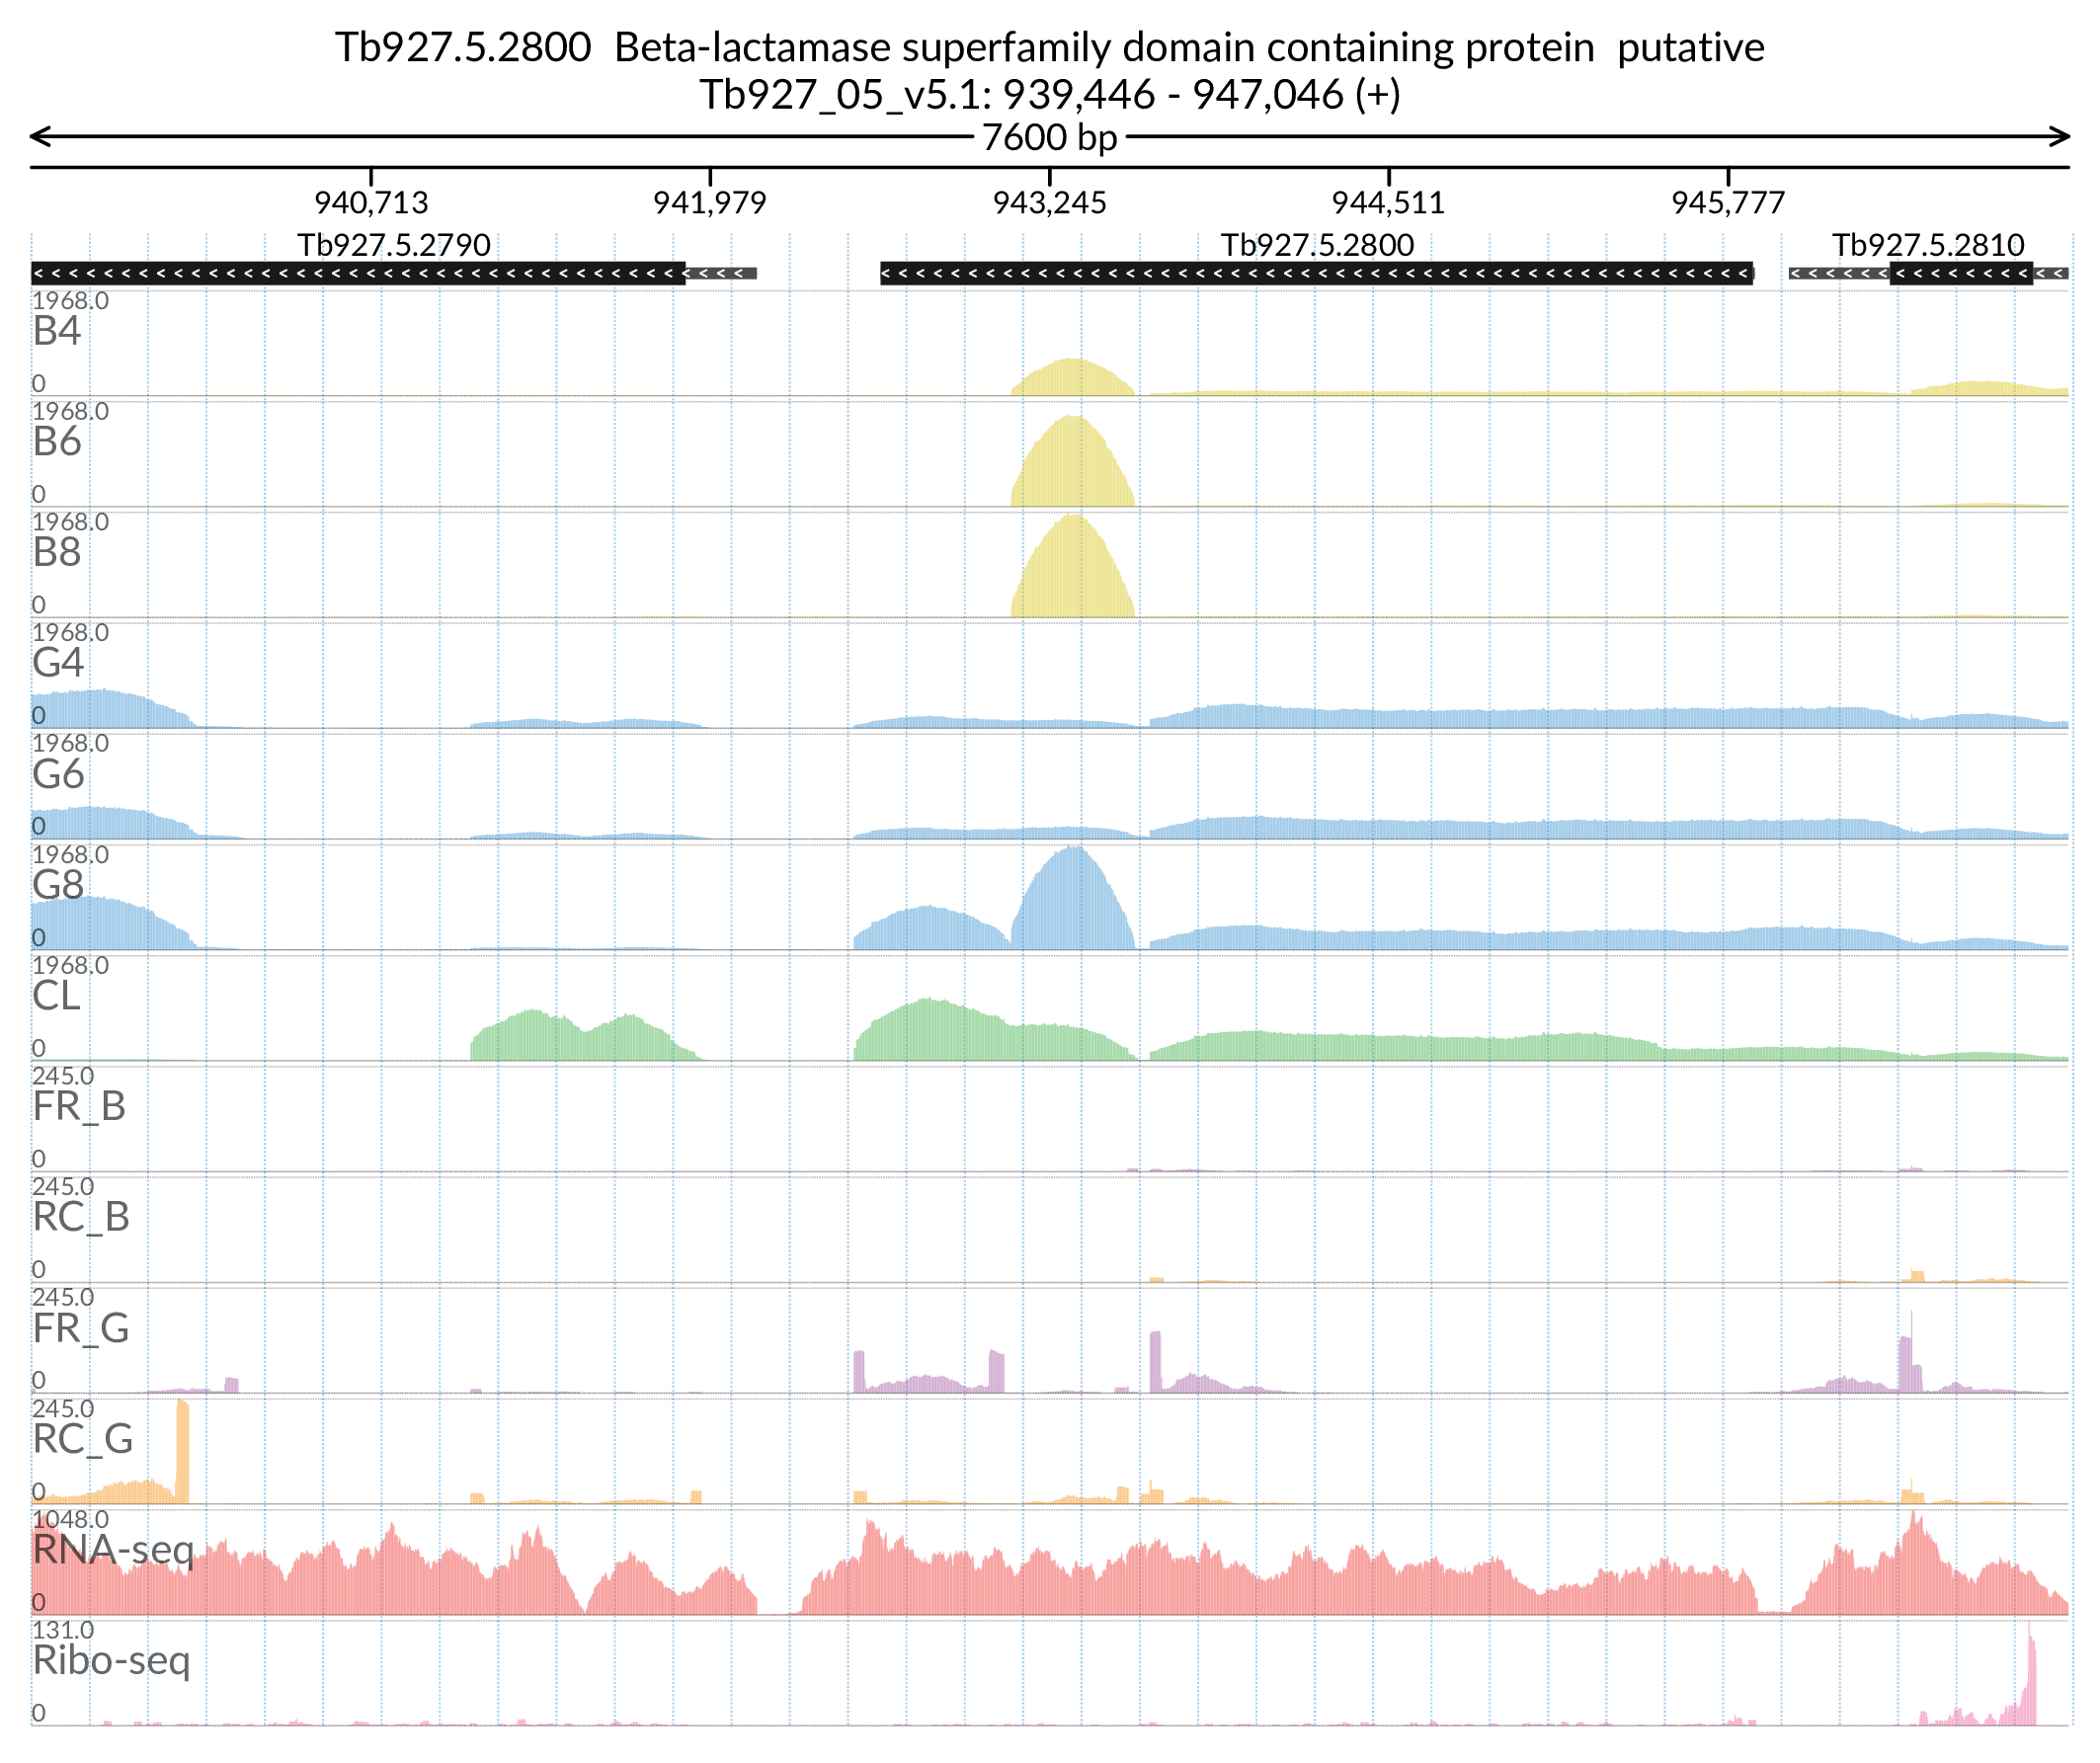 Tb927.5.2800  Beta-lactamase superfamily domain containing protein  putative
Tb927_05_v5.1: 939,446 - 947,046 (+)
7600 bp
940,713 941,979 943,245 944,511 945,777
Tb927.5.2790 Tb927.5.2800 Tb927.5.2810
1968.0
B4
0
1968.0
B6
0
1968.0
B8
0
1968.0
G4
0
1968.0
G6
0
1968.0
G8
0
1968.0
CL
0
245.0
FR_B
0
245.0
RC_B
0
245.0
FR_G
0
245.0
RC_G
0
1048.0
RNA-seq
0
131.0
Ribo-seq
0